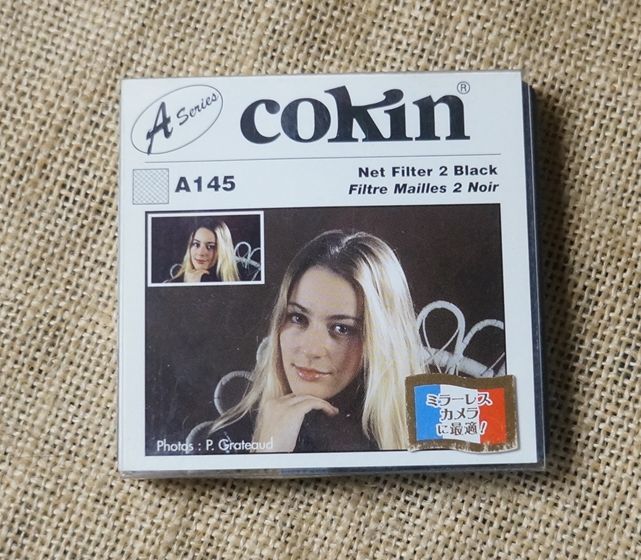 A Series
cokin®
A145
Net Filter 2 Black
Filtre Mailles 2 Noir
Photos : P. Grateaud
ミラーレス
カメラ
に最適!